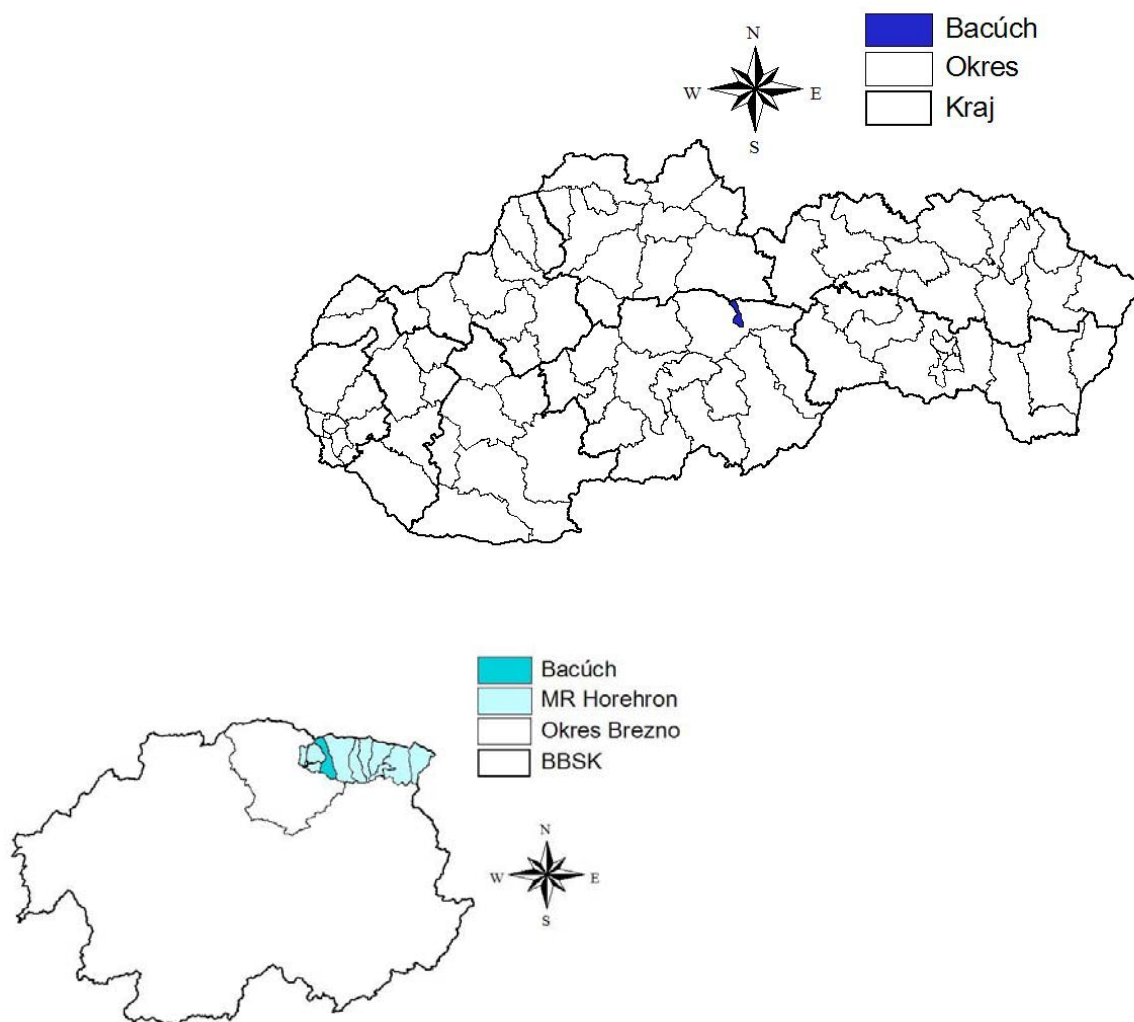 Bacúch
Okres
Kraj
N
W
E
S
Bacúch
MR Horehron
Okres Brezno
BBSK
N
W
E
S